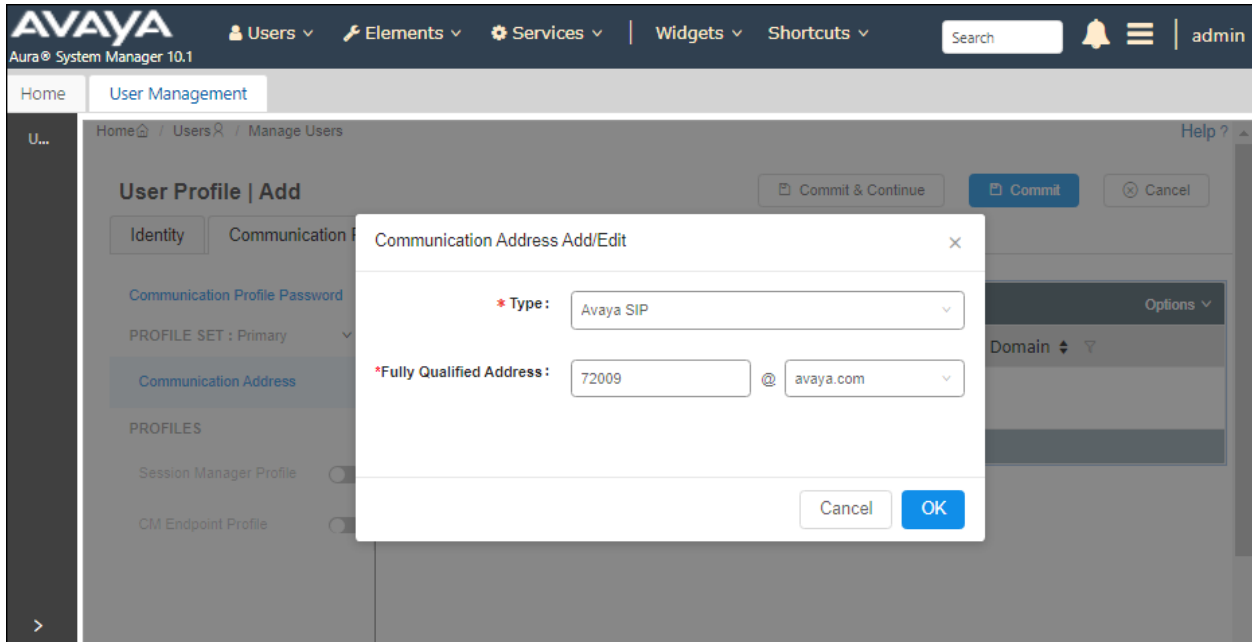 AVAYA
Aura® System Manager 10.1
Users Elements Services | Widgets Shortcuts Search admin
Home User Management
U...
Home / Users / Manage Users Help ?
User Profile | Add Commit & Continue Commit Cancel
Identity Communication
Communication Address Add/Edit
Communication Profile Password
* Type: Avaya SIP
Options
PROFILE SET : Primary
Domain
*Fully Qualified Address: 72009 @ avaya.com
Communication Address
PROFILES
Session Manager Profile
Cancel OK
CM Endpoint Profile